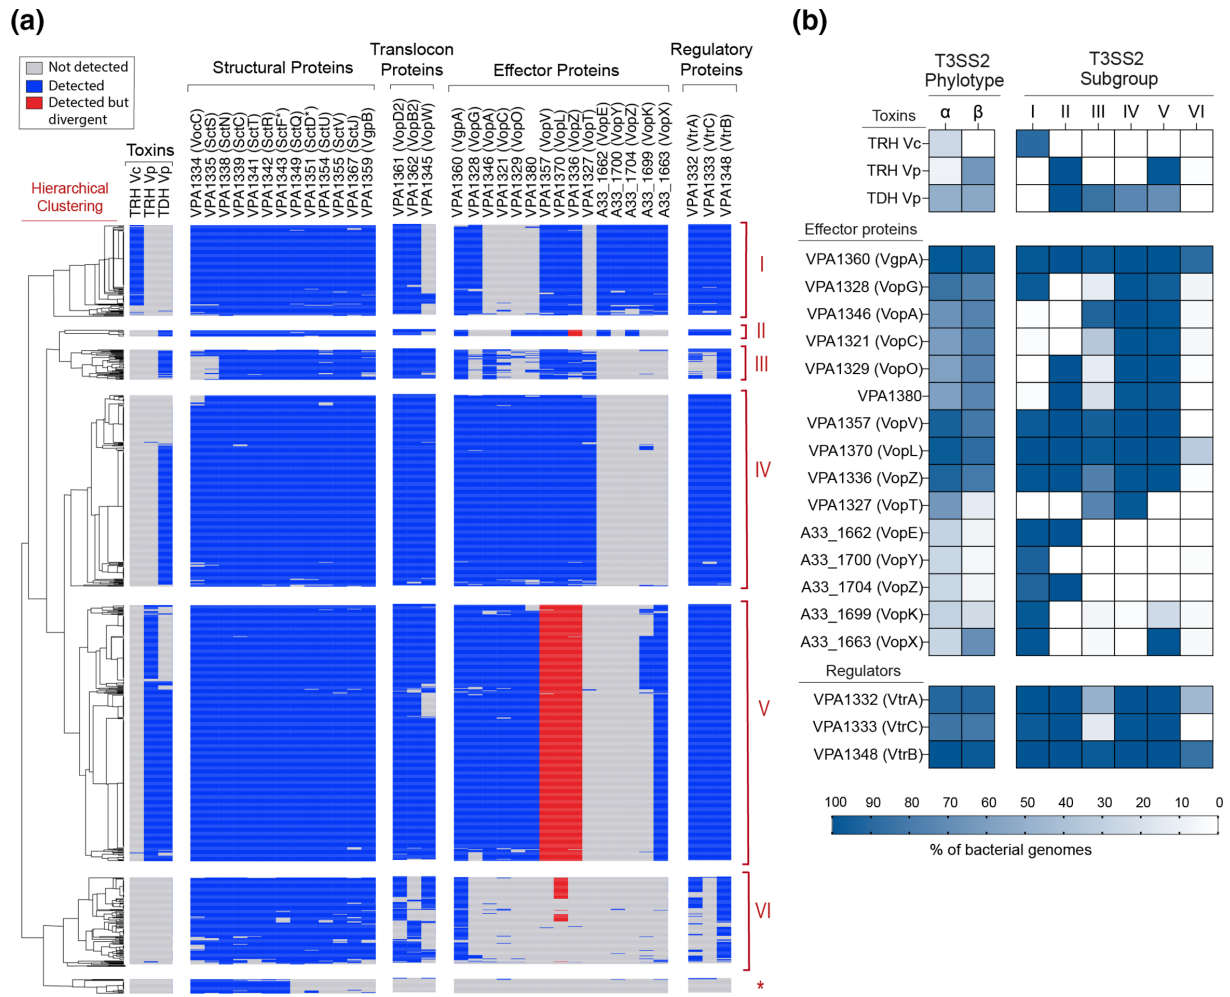 (a)
Not detected
Detected
Detected but
divergent
Hierarchical
Clustering
Toxins
TRH Vc
TRH Vp
TDH Vp
Structural Proteins
VPA1334 (VocC)
VPA1335 (SctS)
VPA1338 (SctN)
VPA1339 (SctC)
VPA1341 (SctT)
VPA1342 (SctR)
VPA1343 (SctF*)
VPA1349 (SctQ)
VPA1351 (SctD*)
VPA1354 (SctU)
VPA1355 (SctV)
VPA1367 (SctJ)
VPA1359 (VgpB)
Translocon
Proteins
VPA1361 (VopD2)
VPA1362 (VopB2)
VPA1345 (VopW)
Effector Proteins
VPA1360 (VgpA)
VPA1328 (VopG)
VPA1346 (VopA)
VPA1321 (VopC)
VPA1329 (VopO)
VPA1380
VPA1357 (VopV)
VPA1370 (VopL)
VPA1336 (VopZ)
VPA1327 (VopT)
A33_1662 (VopE)
A33_1700 (VopY)
A33_1704 (VopZ)
A33_1699 (VopK)
A33_1663 (VopX)
Regulatory
Proteins
VPA1332 (VtrA)
VPA1333 (VtrC)
VPA1348 (VtrB)
I
II
III
IV
V
VI
*
(b)
T3SS2
Phylotype
T3SS2
Subgroup
Toxins α β I II III IV V VI
TRH Vc
TRH Vp
TDH Vp
Effector proteins
VPA1360 (VgpA)
VPA1328 (VopG)
VPA1346 (VopA)
VPA1321 (VopC)
VPA1329 (VopO)
VPA1380
VPA1357 (VopV)
VPA1370 (VopL)
VPA1336 (VopZ)
VPA1327 (VopT)
A33_1662 (VopE)
A33_1700 (VopY)
A33_1704 (VopZ)
A33_1699 (VopK)
A33_1663 (VopX)
Regulators
VPA1332 (VtrA)
VPA1333 (VtrC)
VPA1348 (VtrB)
100 90 80 70 60 50 40 30 20 10 0
% of bacterial genomes